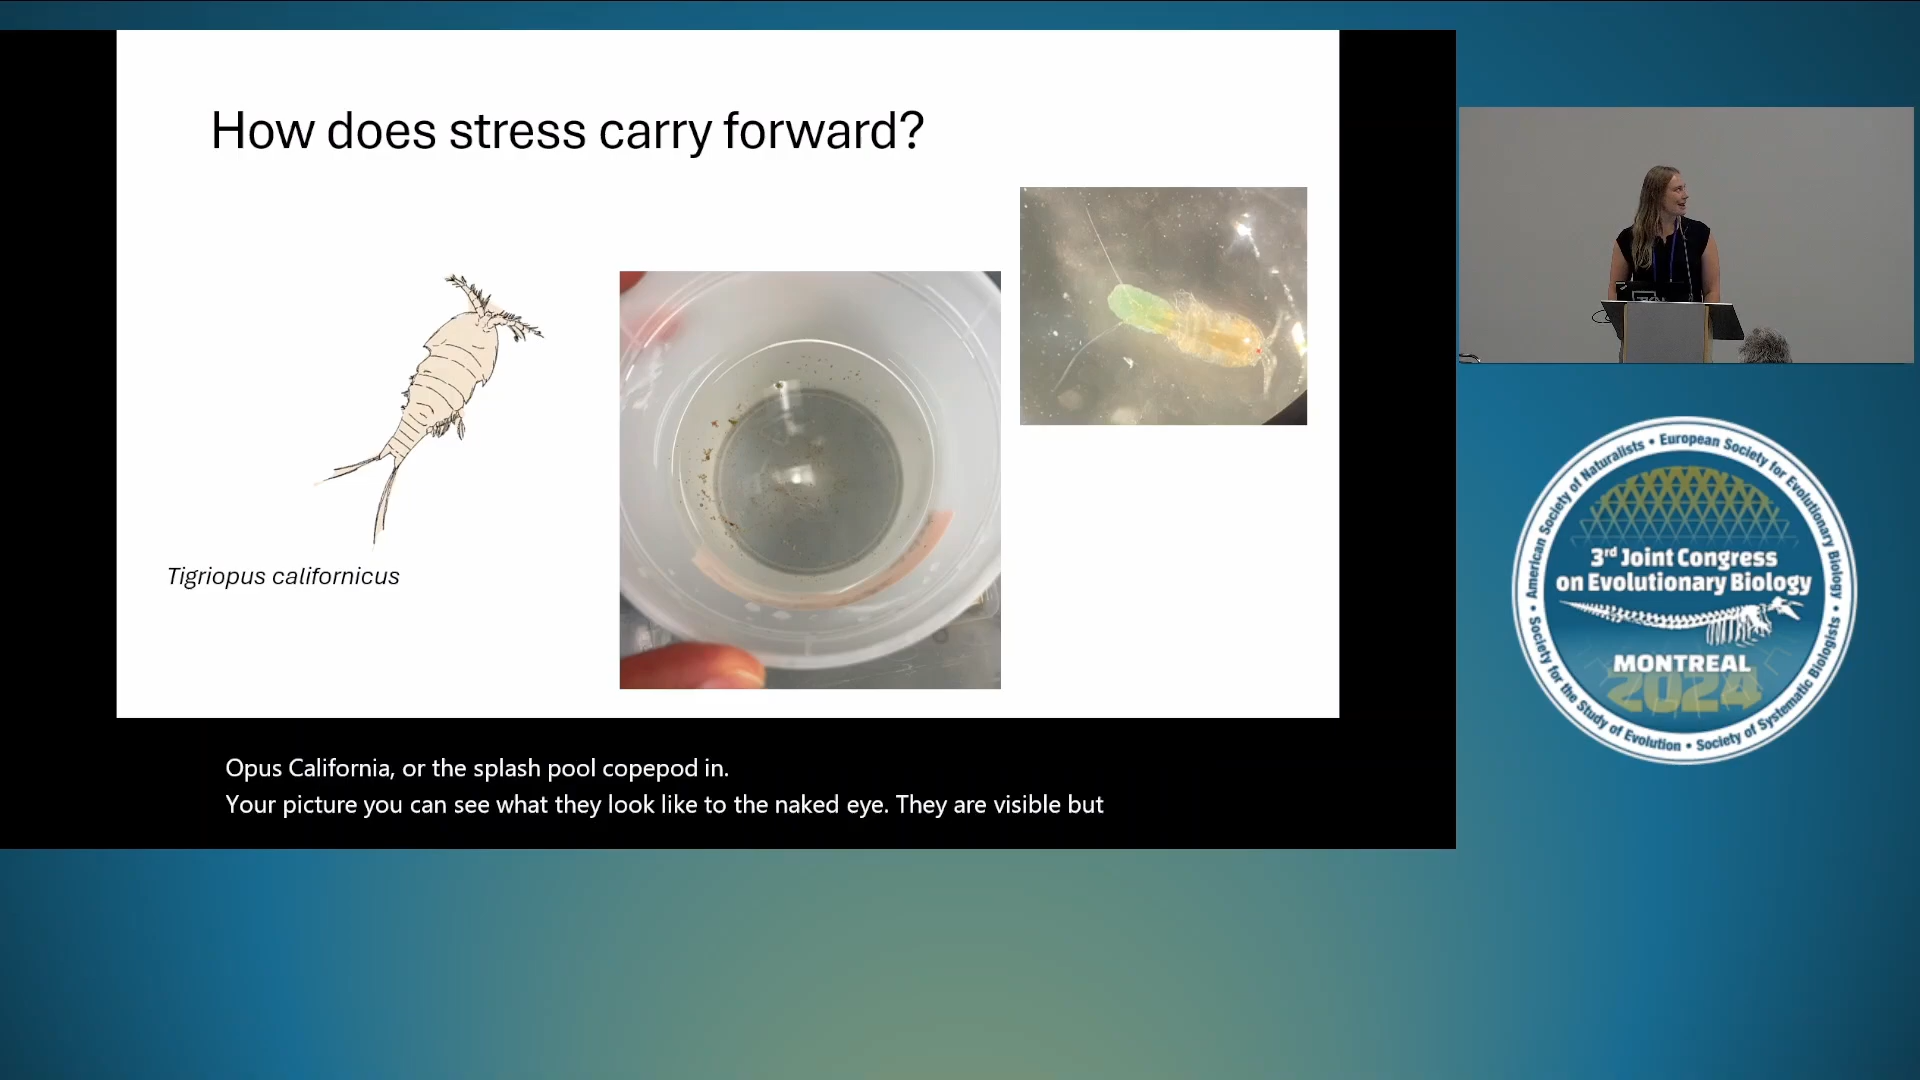 How does stress carry forward?
Tigriopus californicus
Opus California, or the splash pool copepod in.
Your picture you can see what they look like to the naked eye. They are visible but
American Society of Naturalists • European Society for Evolutionary Biology •
Society for the Study of Evolution • Society of Systematic Biologists •
3rd Joint Congress
on Evolutionary Biology
MONTREAL
2024